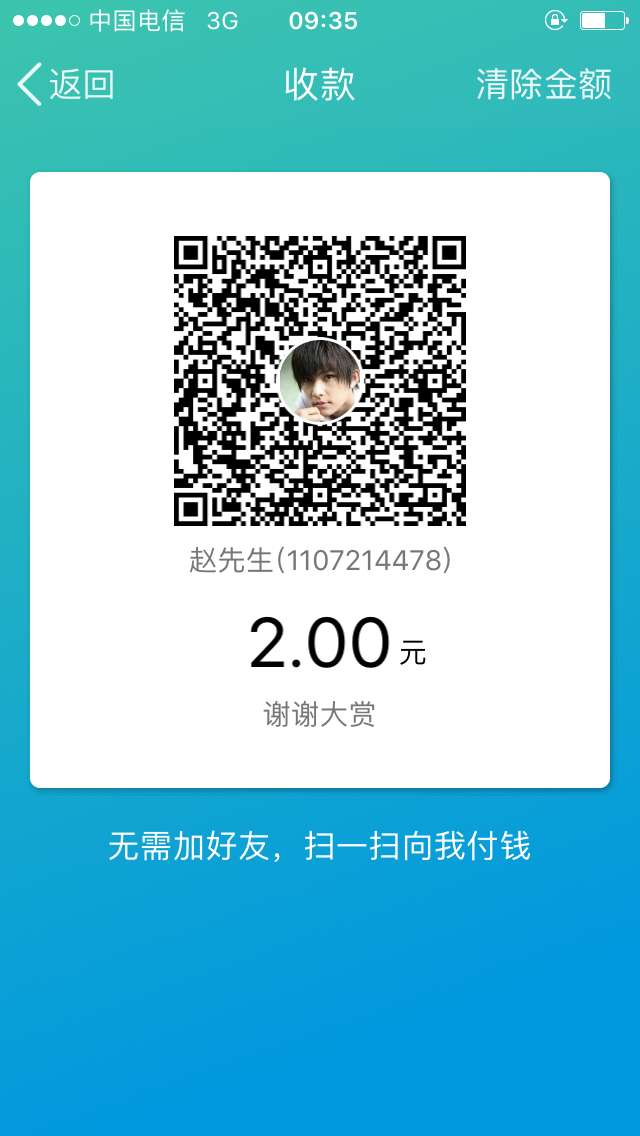 中国电信 3G 09:35
返回 收款 清除金额
赵先生(1107214478)
2.00 元
谢谢大赏
无需加好友，扫一扫向我付钱